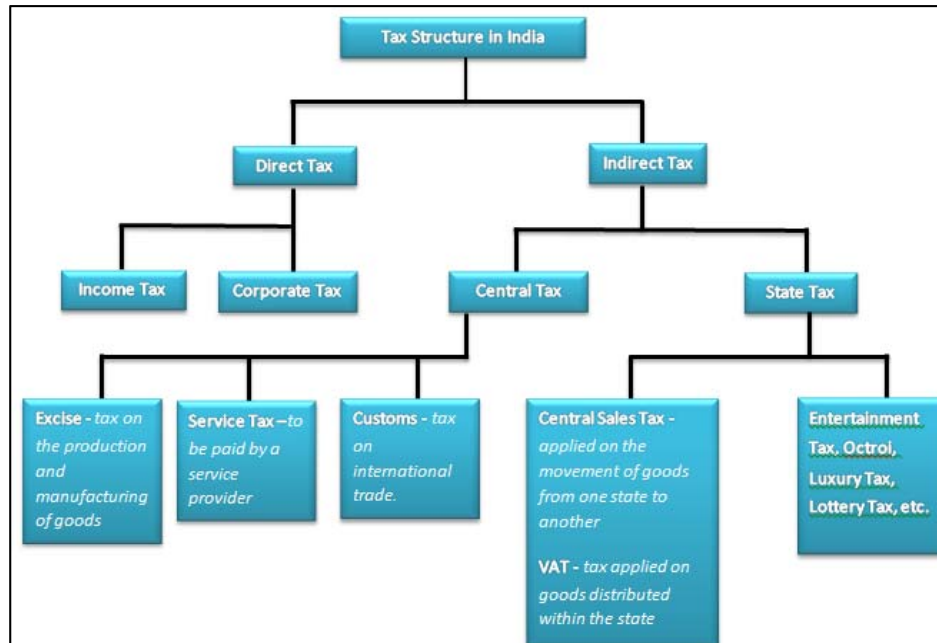 Tax Structure in India
Direct Tax
Indirect Tax
Income Tax
Corporate Tax
Central Tax
State Tax
Excise - tax on
the production
and
manufacturing
of goods
Service Tax –to
be paid by a
service
provider
Customs - tax
on
international
trade.
Central Sales Tax -
applied on the
movement of goods
from one state to
another
VAT - tax applied on
goods distributed
within the state
Entertainment
Tax, Octroi,
Luxury Tax,
Lottery Tax, etc.